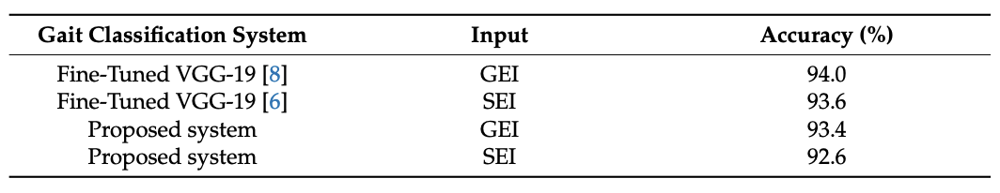 Gait Classification System Input Accuracy (%)
Fine-Tuned VGG-19 [8] GEI 94.0
Fine-Tuned VGG-19 [6] SEI 93.6
Proposed system GEI 93.4
Proposed system SEI 92.6